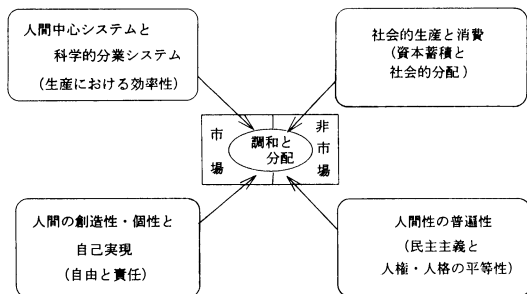 人間中心システムと
科学的分業システム
(生産における効率性)
社会的生産と消費
(資本蓄積と
社会的分配)
市場
調和と
分配
非市場
人間の創造性・個性と
自己実現
(自由と責任)
人間性の普遍性
(民主主義と
人権・人格の平等性)